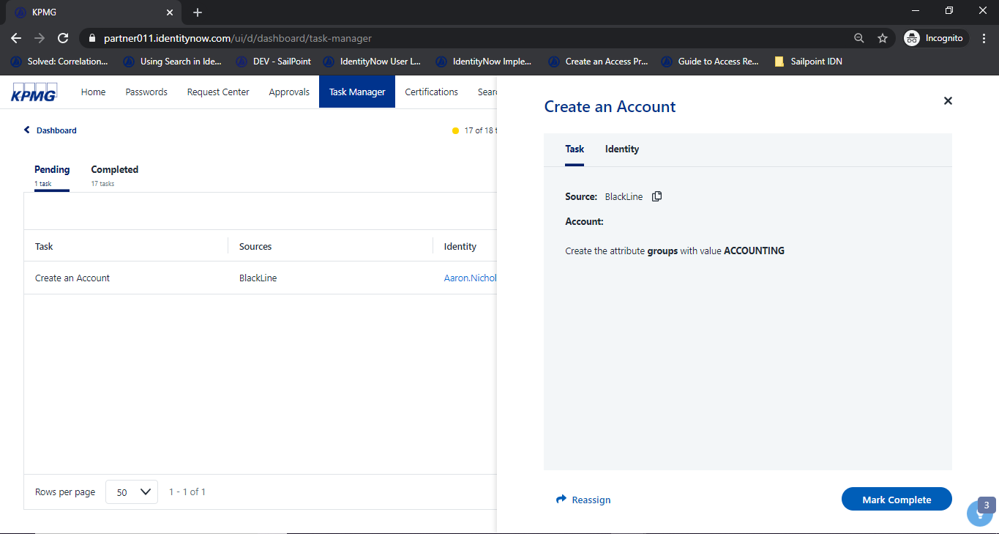 KPMG
partner011.identitynow.com/ui/d/dashboard/task-manager
Incognito
Solved: Correlation...
Using Search in Ide...
DEV - SailPoint
IdentityNow User L...
IdentityNow Imple...
Create an Access Pr...
Guide to Access Re...
Sailpoint IDN
KPMG
Home
Passwords
Request Center
Approvals
Task Manager
Certifications
Sear
Dashboard
17 of 18 t
Pending
1 task
Completed
17 tasks
Task
Sources
Identity
Create an Account
BlackLine
Aaron.Nichol
Rows per page
50
1 - 1 of 1
Create an Account
Task
Identity
Source: BlackLine
Account:
Create the attribute groups with value ACCOUNTING
Reassign
Mark Complete
3